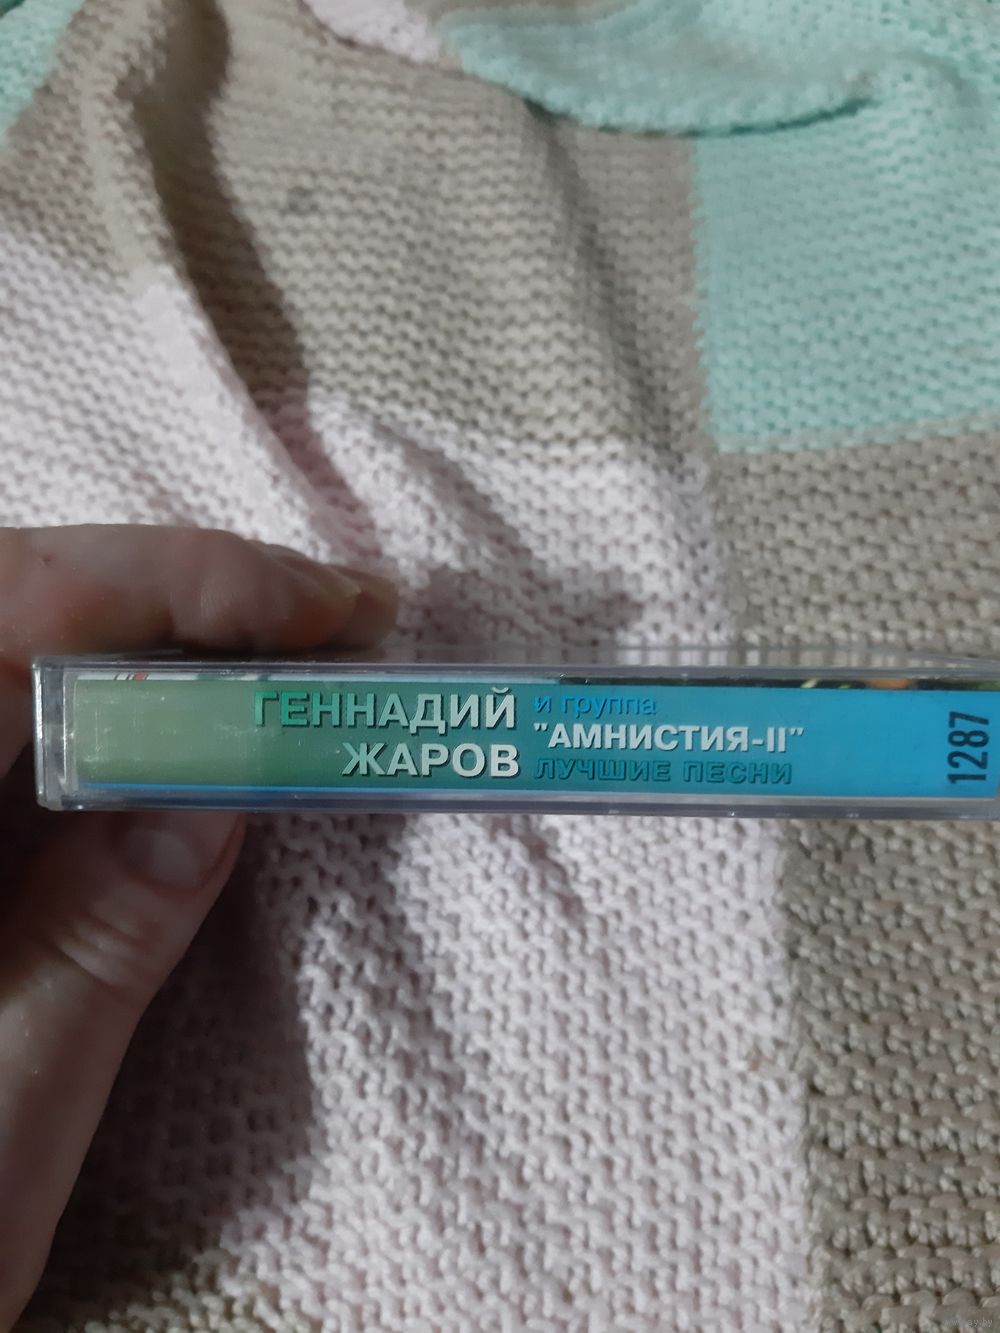 ГЕННАДИЙ
ЖАРОВ
и группа
"АМНИСТИЯ-II"
ЛУЧШИЕ ПЕСНИ
1287